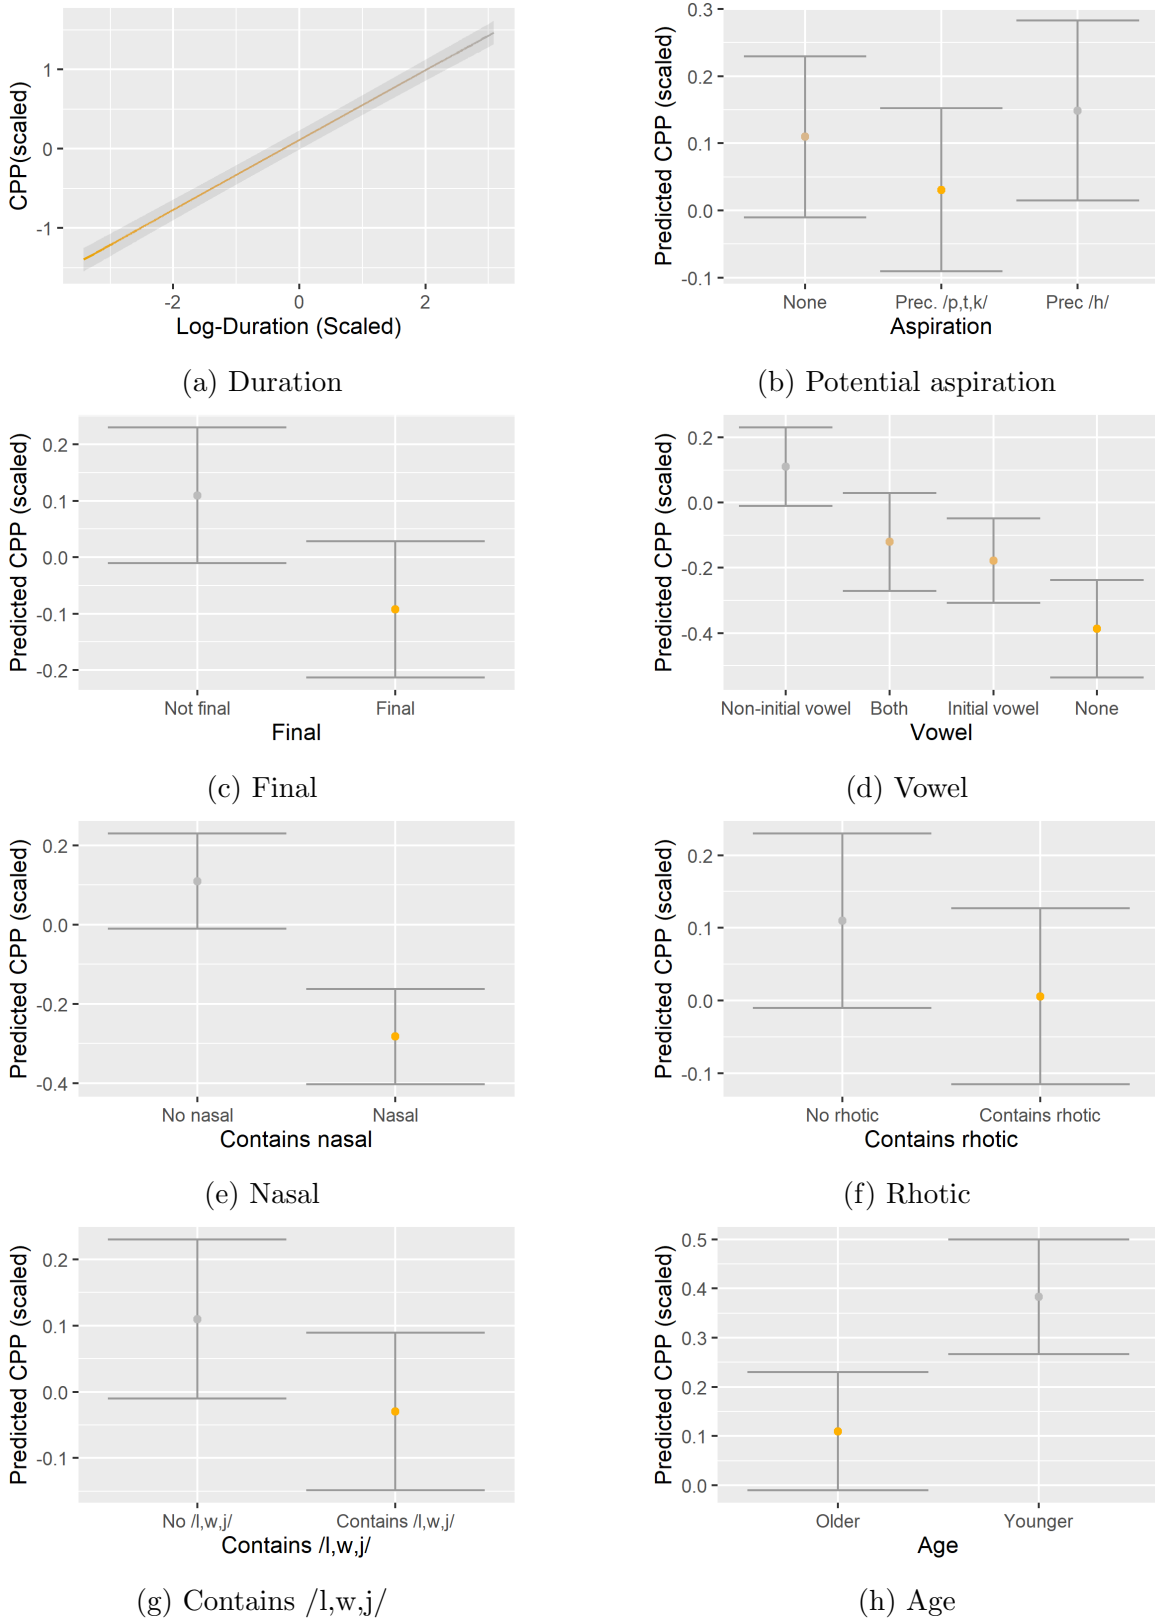 CPP(scaled)
1
0
-1
-2 0 2
Log-Duration (Scaled)
(a) Duration
Predicted CPP (scaled)
0.3
0.2
0.1
0.0
-0.1
None Prec. /p,t,k/ Prec /h/
Aspiration
(b) Potential aspiration
Predicted CPP (scaled)
0.2
0.1
0.0
-0.1
-0.2
Not final Final
Final
(c) Final
Predicted CPP (scaled)
0.2
0.0
-0.2
-0.4
Non-initial vowel Both Initial vowel None
Vowel
(d) Vowel
Predicted CPP (scaled)
0.2
0.0
-0.2
-0.4
No nasal Nasal
Contains nasal
(e) Nasal
Predicted CPP (scaled)
0.2
0.1
0.0
-0.1
No rhotic Contains rhotic
Contains rhotic
(f) Rhotic
Predicted CPP (scaled)
0.2
0.1
0.0
-0.1
No /l,w,j/ Contains /l,w,j/
Contains /l,w,j/
(g) Contains /l,w,j/
Predicted CPP (scaled)
0.5
0.4
0.3
0.2
0.1
0.0
Older Younger
Age
(h) Age